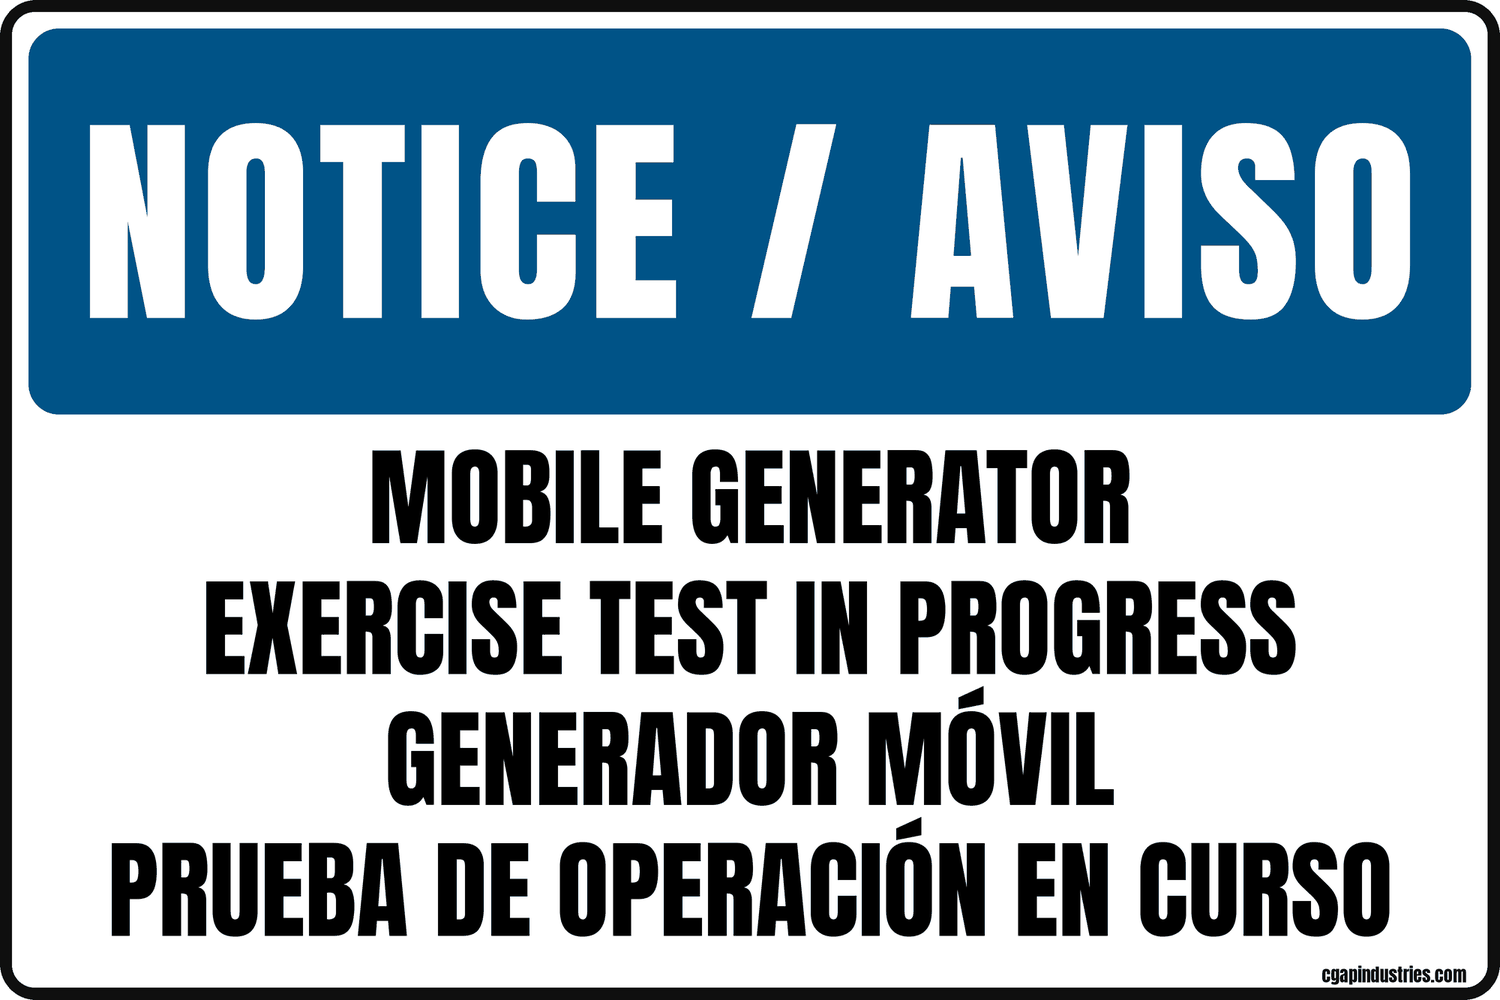 NOTICE / AVISO
MOBILE GENERATOR
EXERCISE TEST IN PROGRESS
GENERADOR MÓVIL
PRUEBA DE OPERACIÓN EN CURSO
cgapindustries.com